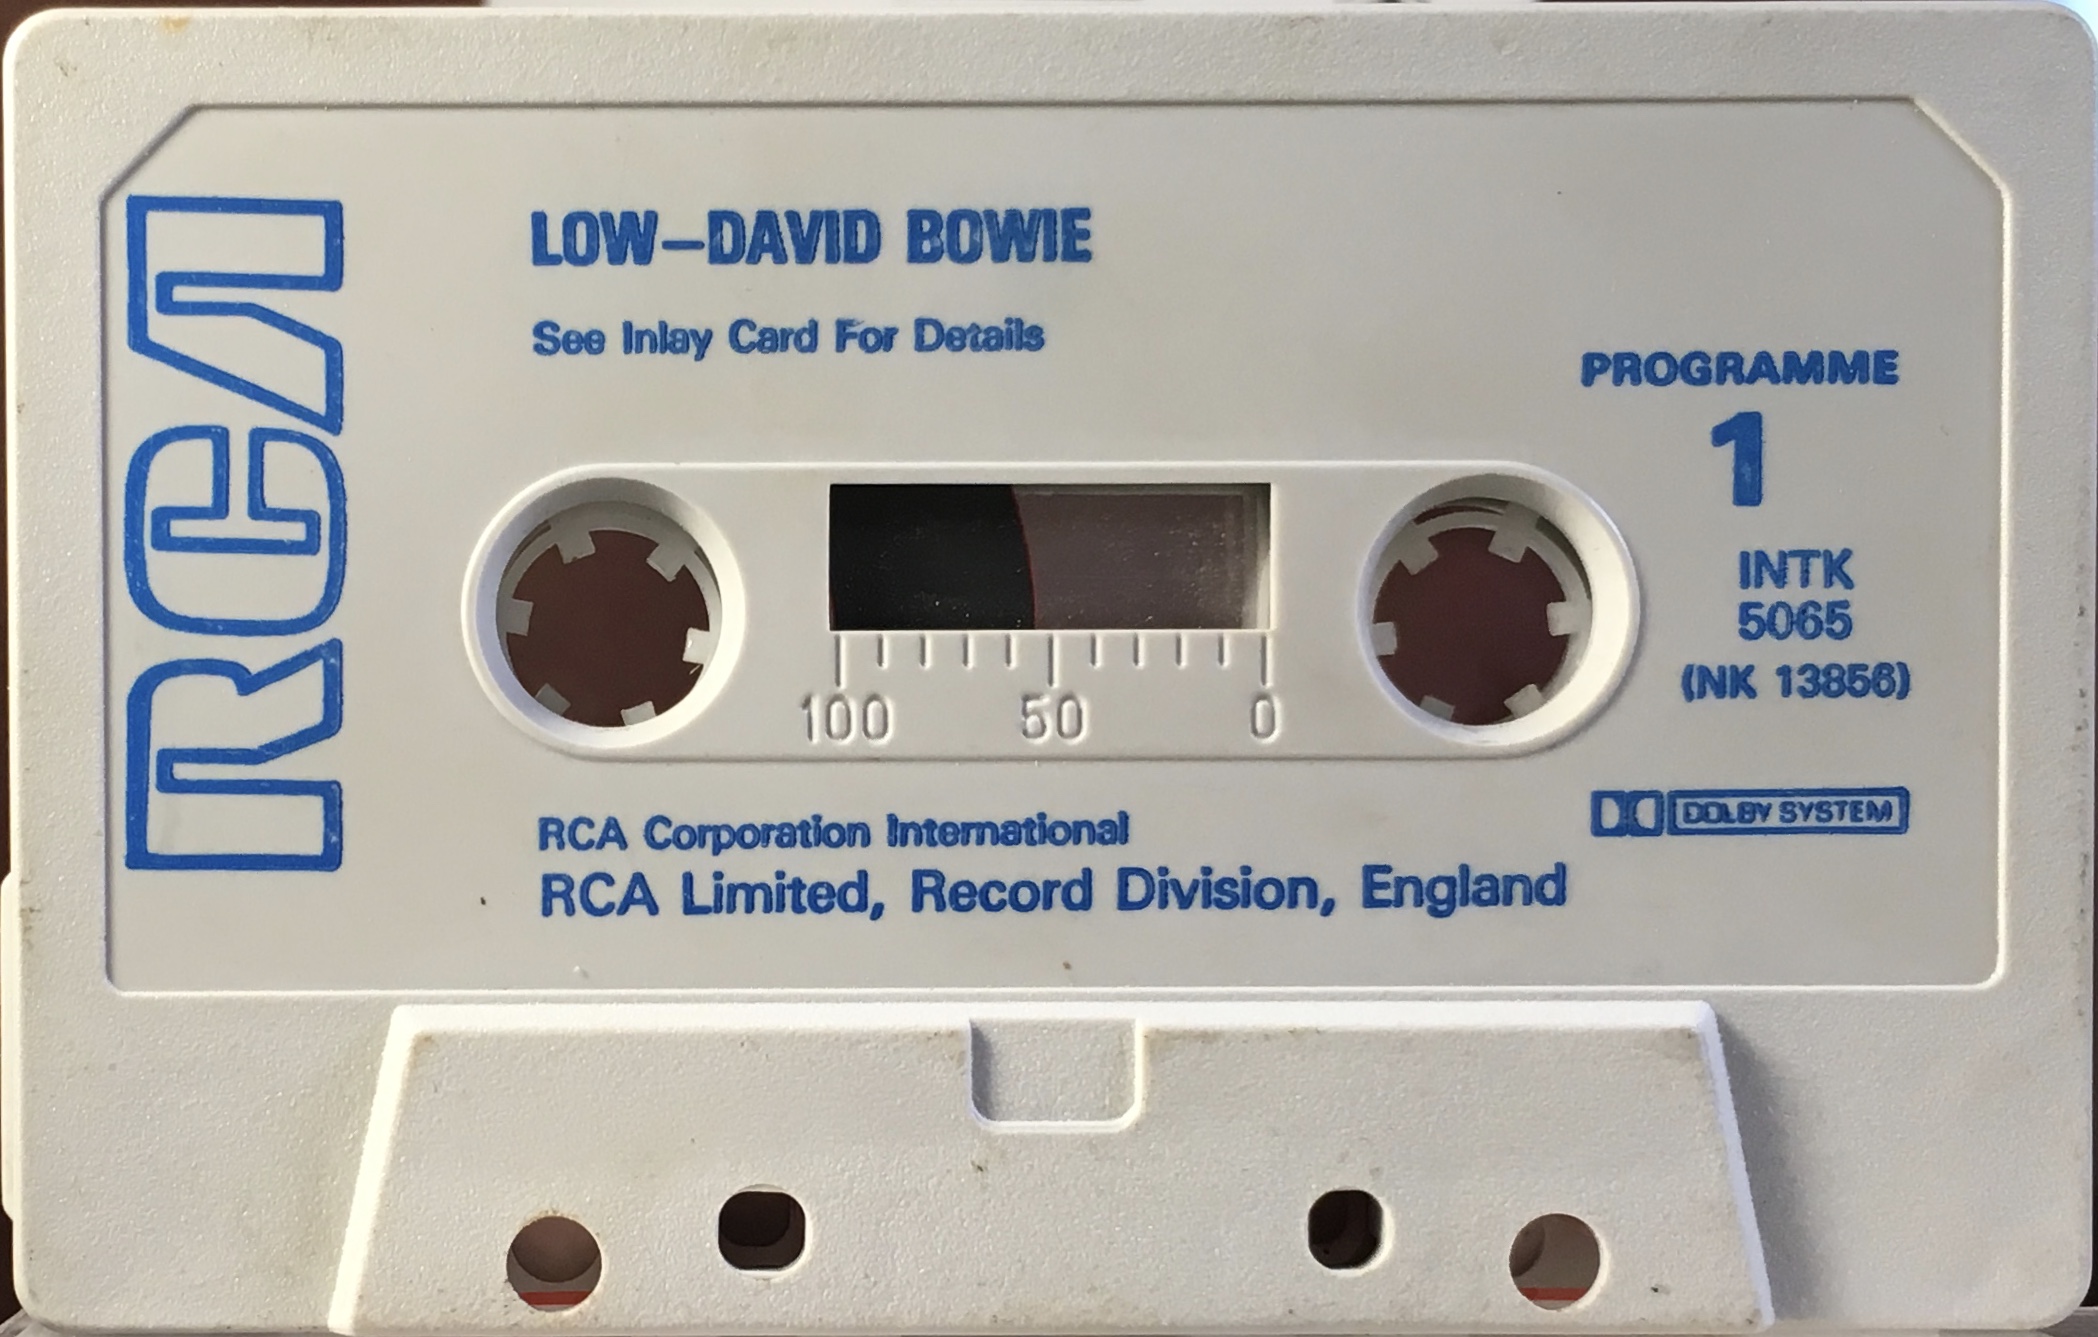 RCA
LOW–DAVID BOWIE
See Inlay Card For Details
PROGRAMME
1
INTK
5065
(NK 13856)
100 50 0
DOLBY SYSTEM
RCA Corporation International
RCA Limited, Record Division, England